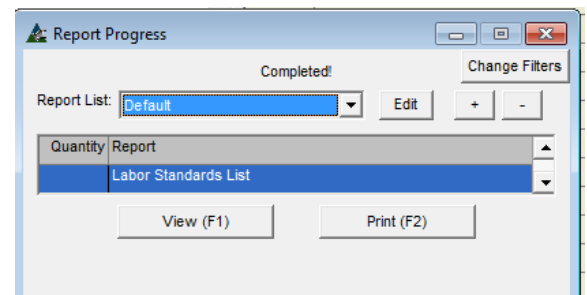 Report Progress
Completed!
Change Filters
Report List:
Default
Edit
+
-
Quantity
Report
Labor Standards List
View (F1)
Print (F2)